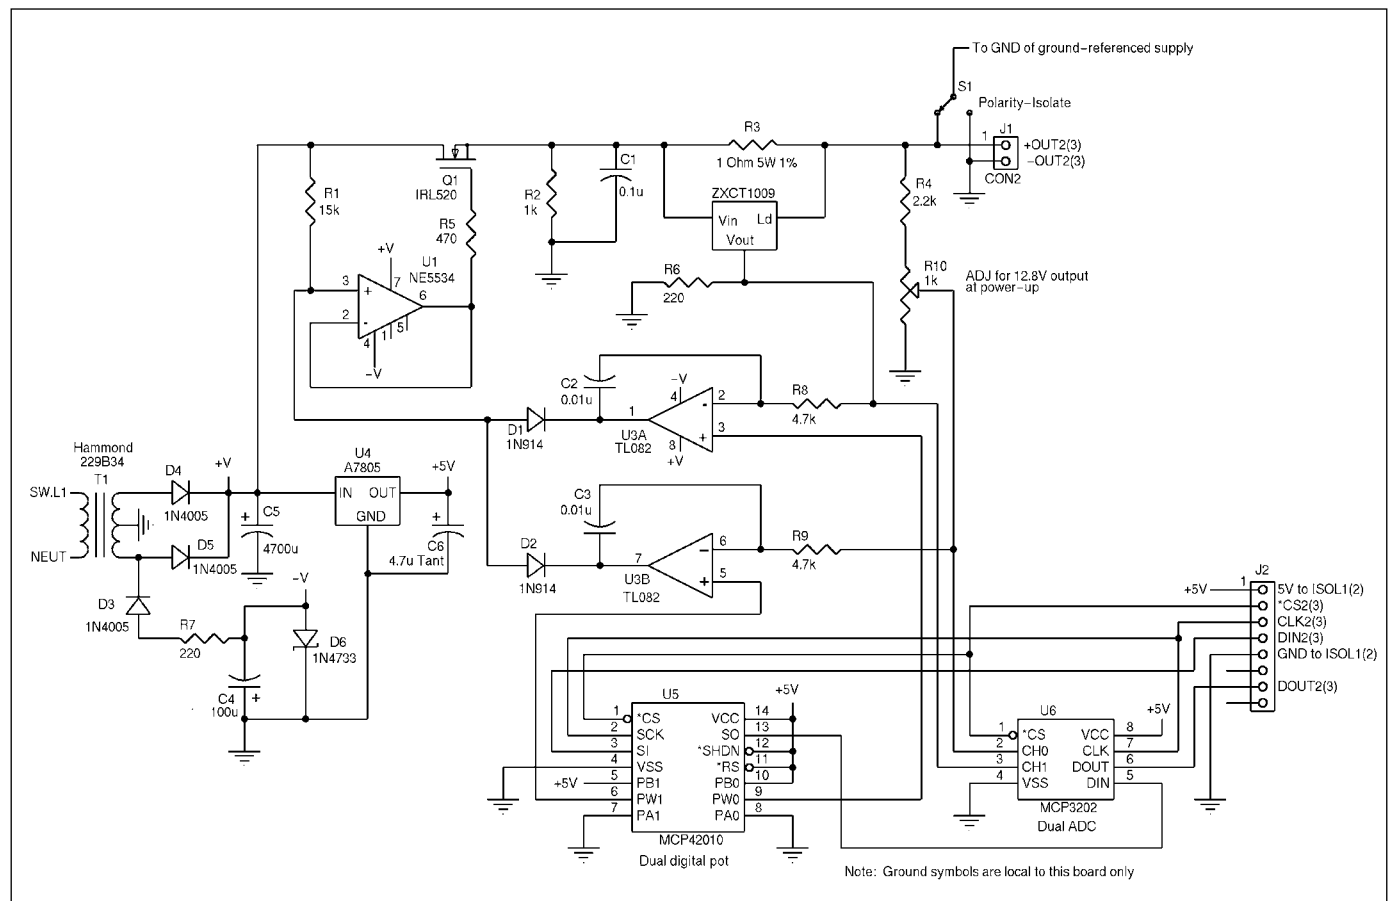 To GND of ground-referenced supply
S1
Polarity-Isolate
J1
1
+OUT2(3)
-OUT2(3)
CON2
R3
1 Ohm 5W 1%
C1
0.1u
R2
1k
Q1
IRL520
R1
15k
R5
470
ZXCT1009
Vin
Ld
Vout
R4
2.2k
R10
1k
ADJ for 12.8V output
at power-up
R6
220
+V
U1
NE5534
3
+
7
6
2
-
4
1
5
-V
C2
0.01u
-V
4
2
-
1
U3A
TL082
3
+
8
+V
R8
4.7k
D1
1N914
Hammond
229B34
T1
SW.L1
NEUT
D4
1N4005
+V
D5
1N4005
C5
+
4700u
U4
A7805
IN
OUT
GND
+5V
+
C6
4.7u Tant
C3
0.01u
D2
1N914
7
6
-
5
+
U3B
TL082
R9
4.7k
D3
1N4005
R7
220
-V
D6
1N4733
C4
100u
+
J2
+5V
1
5V to ISOL1(2)
*CS2(3)
CLK2(3)
DIN2(3)
GND to ISOL1(2)
DOUT2(3)
U5
+5V
1
*CS
VCC
14
2
SCK
SO
13
3
SI
*SHDN
12
4
VSS
*RS
11
+5V
5
PB1
PB0
10
6
PW1
PW0
9
7
PA1
PA0
8
MCP42010
Dual digital pot
U6
+5V
1
*CS
VCC
8
2
CH0
CLK
7
3
CH1
DOUT
6
4
VSS
DIN
5
MCP3202
Dual ADC
Note: Ground symbols are local to this board only